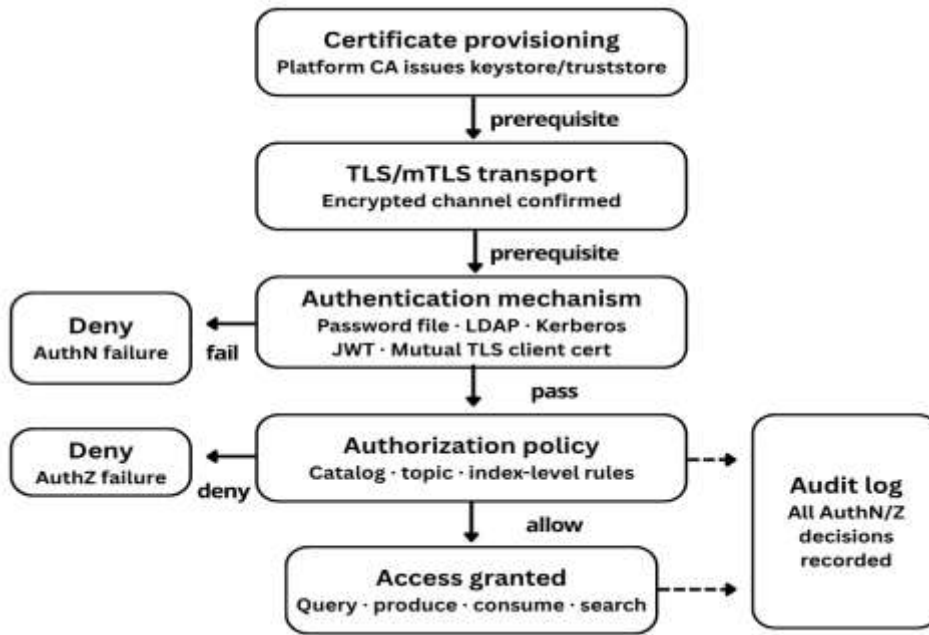 Certificate provisioning
Platform CA issues keystore/truststore
prerequisite
TLS/mTLS transport
Encrypted channel confirmed
prerequisite
Authentication mechanism
Password file · LDAP · Kerberos
JWT · Mutual TLS client cert
Deny
AuthN failure
fail
pass
Authorization policy
Catalog · topic · index-level rules
Deny
AuthZ failure
deny
allow
Audit log
All AuthN/Z
decisions
recorded
Access granted
Query · produce · consume · search